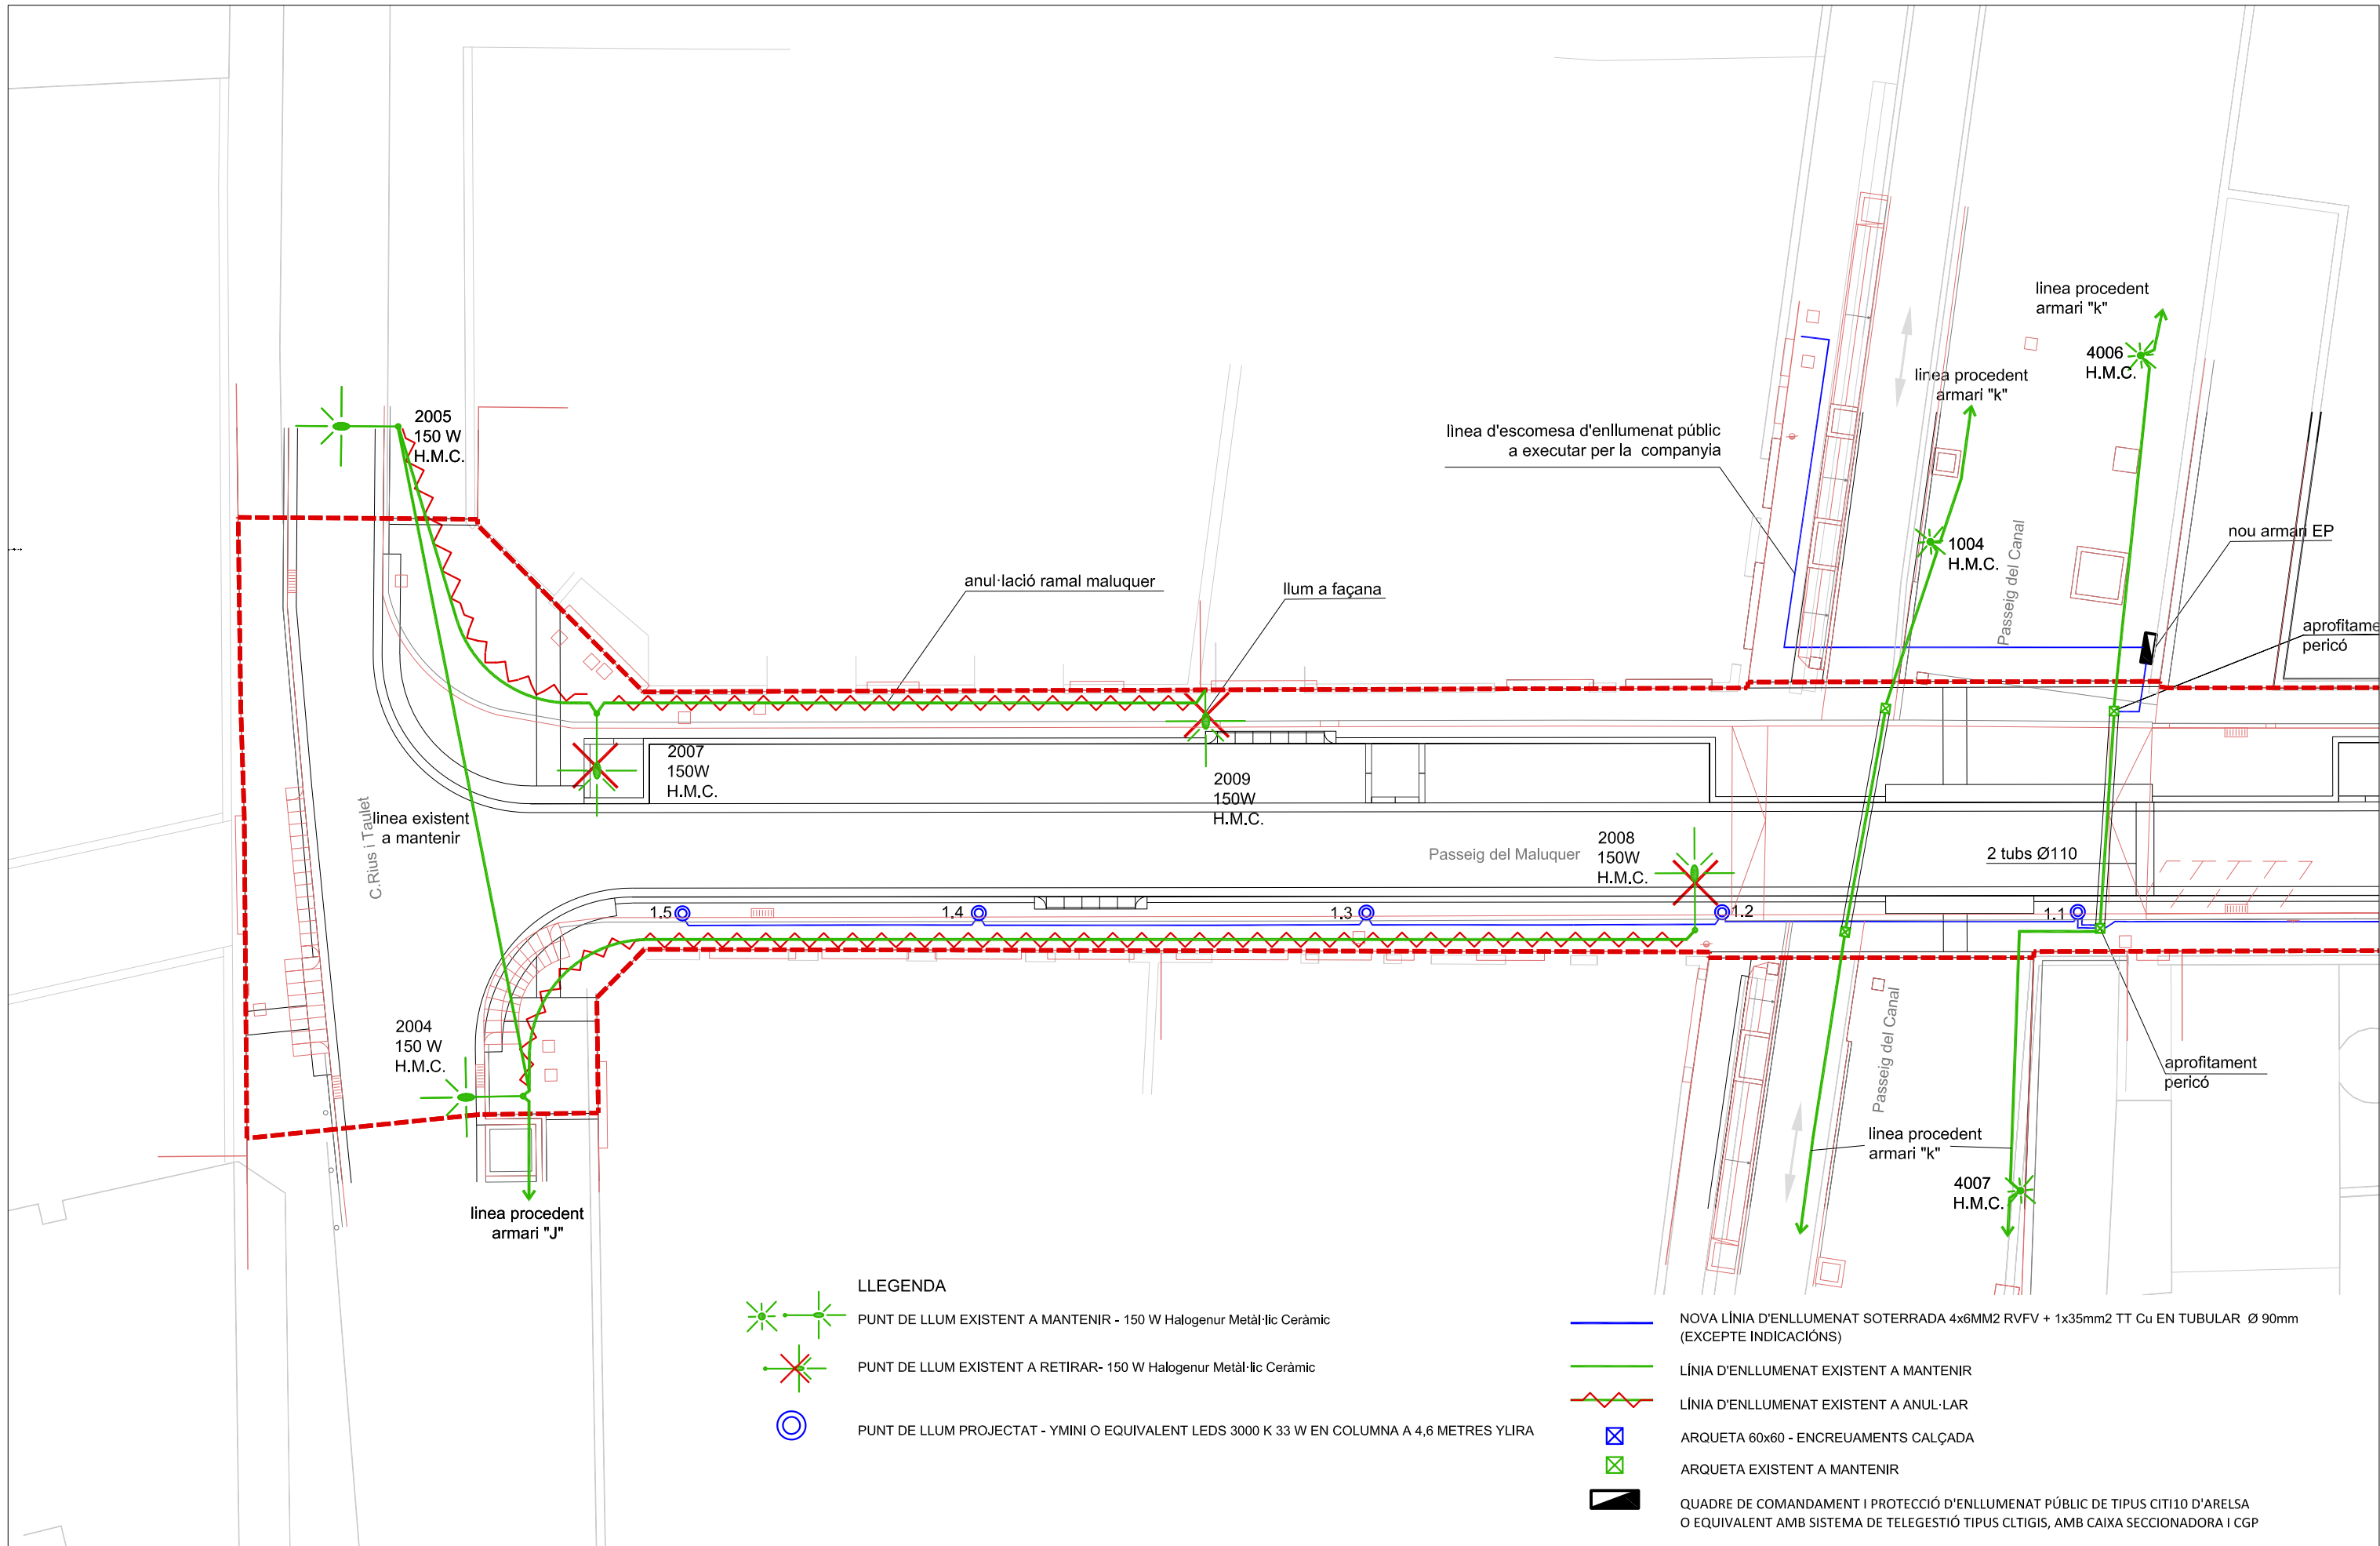 linea procedent
armari "k"
4006
H.M.C.
linea procedent
armari "k"
2005
150 W
H.M.C.
línea d'escomesa d'enllumenat públic
a executar per la companyia
nou armari EP
1004
H.M.C.
Passeig del Canal
anul·lació ramal maluquer
llum a façana
aprofitame
pericó
2007
150W
H.M.C.
2009
150W
H.M.C.
linea existent
a mantenir
C.Rius i Taulet
2008
150W
H.M.C.
Passeig del Maluquer
2 tubs Ø110
1.5
1.4
1.3
1.2
1.1
2004
150 W
H.M.C.
Passeig del Canal
aprofitament
pericó
linea procedent
armari "k"
4007
H.M.C.
linea procedent
armari "J"
LLEGENDA
PUNT DE LLUM EXISTENT A MANTENIR - 150 W Halogenur Metàl·lic Ceràmic
PUNT DE LLUM EXISTENT A RETIRAR- 150 W Halogenur Metàl·lic Ceràmic
PUNT DE LLUM PROJECTAT - YMINI O EQUIVALENT LEDS 3000 K 33 W EN COLUMNA A 4,6 METRES YLIRA
NOVA LÍNIA D'ENLLUMENAT SOTERRADA 4x6MM2 RVFV + 1x35mm2 TT Cu EN TUBULAR Ø 90mm
(EXCEPTE INDICACIÓNS)
LÍNIA D'ENLLUMENAT EXISTENT A MANTENIR
LÍNIA D'ENLLUMENAT EXISTENT A ANUL·LAR
ARQUETA 60x60 - ENCREUAMENTS CALÇADA
ARQUETA EXISTENT A MANTENIR
QUADRE DE COMANDAMENT I PROTECCIÓ D'ENLLUMENAT PÚBLIC DE TIPUS CITI10 D'ARELSA
O EQUIVALENT AMB SISTEMA DE TELEGESTIÓ TIPUS CLTIGIS, AMB CAIXA SECCIONADORA I CGP